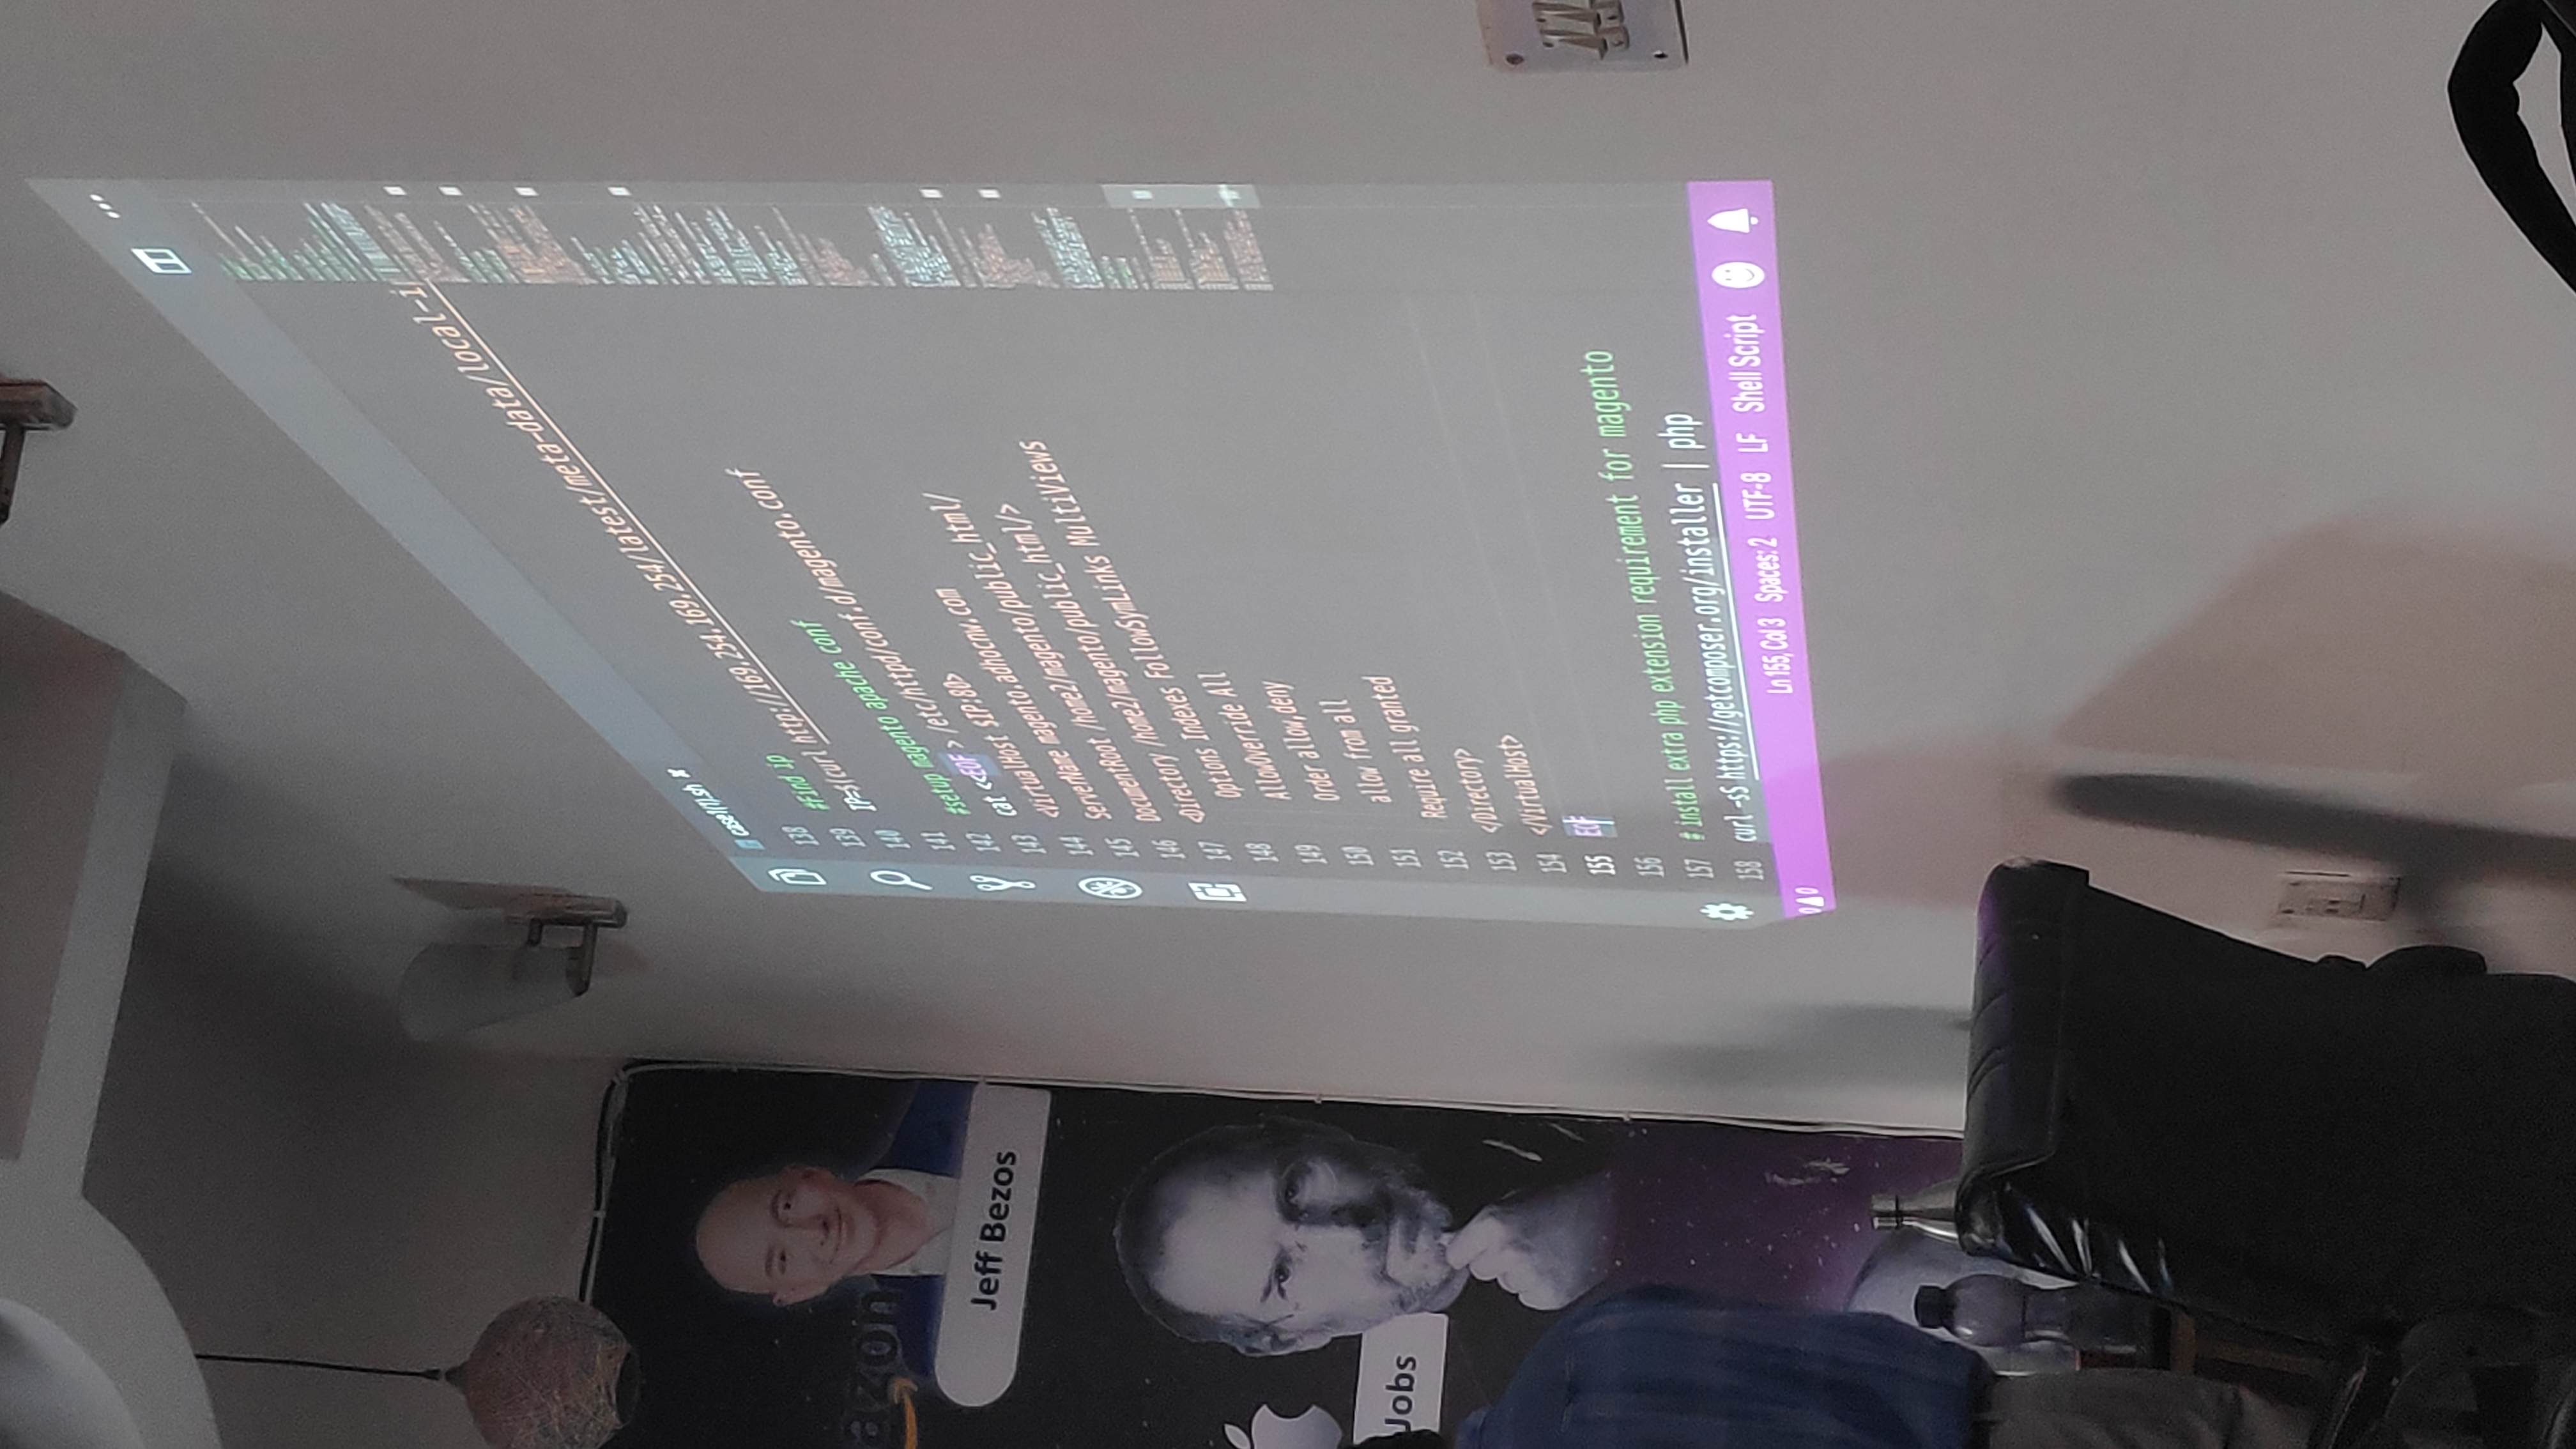 azon
Jeff Bezos
Jobs
case1(1).sh
138 #Find ip
139 IP=$(curl http://169.254.169.254/latest/meta-data/local-ip
140
141 #setup magento apache conf
142 cat <<EOF > /etc/httpd/conf.d/magento.conf
143 <VirtualHost $IP:80>
144 ServerName magento.adhocnw.com
145 DocumentRoot /home2/magento/public_html/
146 <Directory /home2/magento/public_html/>
147 Options Indexes FollowSymLinks MultiViews
148 AllowOverride All
149 Order allow,deny
150 allow from all
151 Require all granted
152 </Directory>
153 </VirtualHost>
154 EOF
155
156 # install extra php extension requirement for magento
157 curl -sS https://getcomposer.org/installer | php
158
0 0 Ln 155, Col 3 Spaces: 2 UTF-8 LF Shell Script